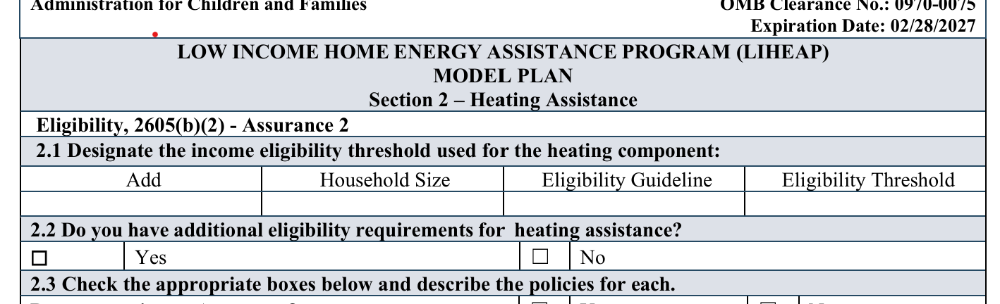 Administration for Children and Families
OMB Clearance No.: 0970-0075
Expiration Date: 02/28/2027
LOW INCOME HOME ENERGY ASSISTANCE PROGRAM (LIHEAP)
MODEL PLAN
Section 2 – Heating Assistance
Eligibility, 2605(b)(2) - Assurance 2
2.1 Designate the income eligibility threshold used for the heating component:
Add Household Size Eligibility Guideline Eligibility Threshold
2.2 Do you have additional eligibility requirements for heating assistance?
☐ Yes ☐ No
2.3 Check the appropriate boxes below and describe the policies for each.